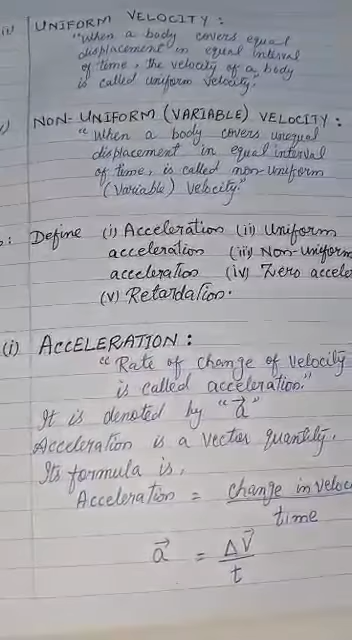 UNIFORM VELOCITY :
"When a body covers equal
displacement in equal interval
of time, the velocity of a body
is called uniform velocity."
NON-UNIFORM (VARIABLE) VELOCITY :
"When a body covers unequal
displacement in equal interval
of time, is called non-uniform
(Variable) Velocity."
Define (i) Acceleration (ii) Uniform
acceleration (iii) Non-uniform
acceleration (iv) Zero accele
(v) Retardation.
(i) ACCELERATION :
"Rate of change of velocity
is called acceleration."
It is denoted by "a⃗"
Acceleration is a vector quantity.
Its formula is,
Acceleration = change in veloc
time
a⃗ = ΔV⃗
t